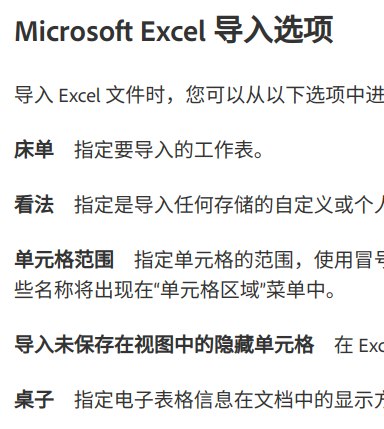 Microsoft Excel 导入选项
导入 Excel 文件时，您可以从以下选项中进
床单 指定要导入的工作表。
看法 指定是导入任何存储的自定义或个人
单元格范围 指定单元格的范围，使用冒号
些名称将出现在“单元格区域”菜单中。
导入未保存在视图中的隐藏单元格 在 Exc
桌子 指定电子表格信息在文档中的显示方